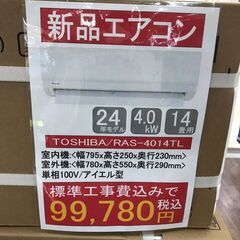 新品エアコン
24年モデル
4.0kW
14畳用
TOSHIBA/RAS-4014TL
室内機:<幅795x高さ250x奥行230mm>
室外機:<幅780x高さ550x奥行290mm>
単相100V/アイエル型
標準工事費込みで
99,780円税込